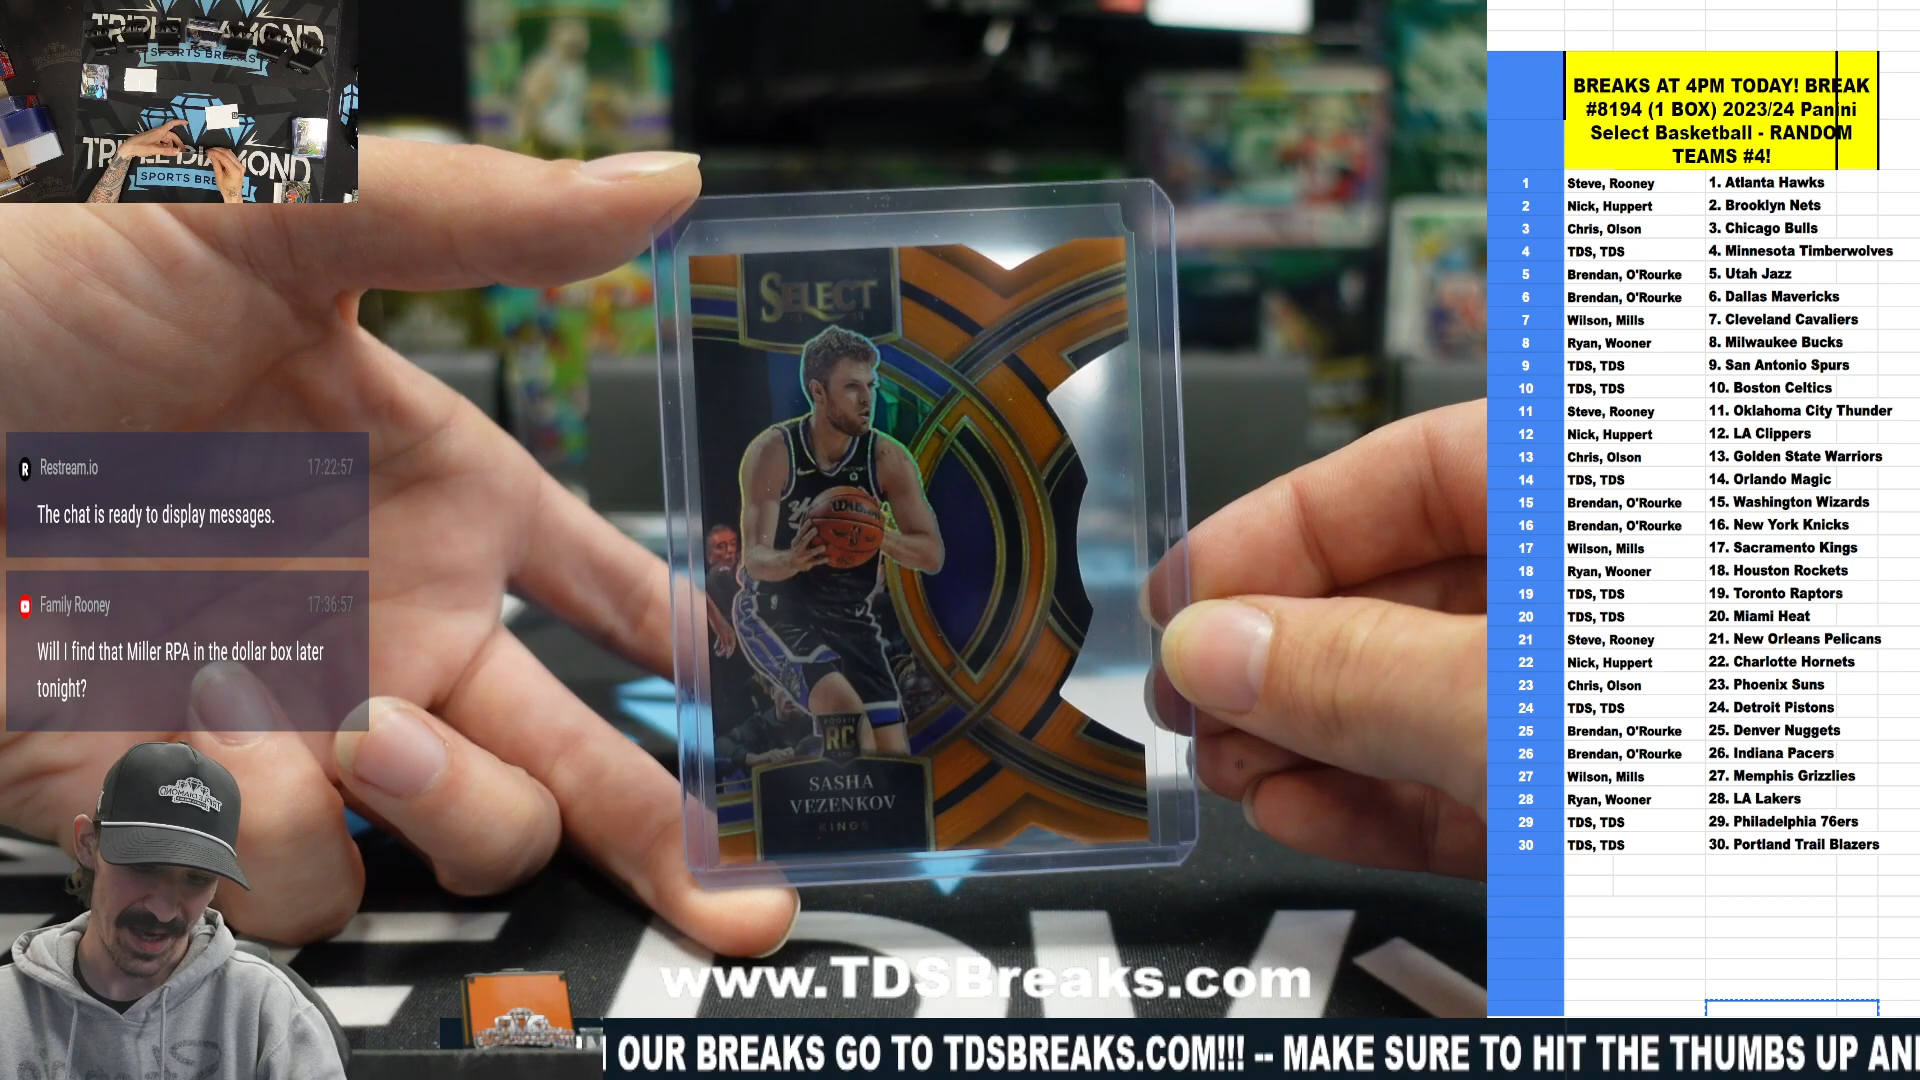 TRIPLE DIAMOND
SPORTS BREAKS
TRIPLE DIAMOND
SPORTS BREAKS
Restream.io 17:22:57
The chat is ready to display messages.
Family Rooney 17:36:57
Will I find that Miller RPA in the dollar box later
tonight?
SELECT
Wilson
ROOKIE
RC
SASHA
VEZENKOV
KINGS
TRIPLE DIAMOND
www.TDSBreaks.com
OUR BREAKS GO TO TDSBREAKS.COM!!! -- MAKE SURE TO HIT THE THUMBS UP AN
BREAKS AT 4PM TODAY! BREAK
#8194 (1 BOX) 2023/24 Panini
Select Basketball - RANDOM
TEAMS #4!
1 Steve, Rooney 1. Atlanta Hawks
2 Nick, Huppert 2. Brooklyn Nets
3 Chris, Olson 3. Chicago Bulls
4 TDS, TDS 4. Minnesota Timberwolves
5 Brendan, O'Rourke 5. Utah Jazz
6 Brendan, O'Rourke 6. Dallas Mavericks
7 Wilson, Mills 7. Cleveland Cavaliers
8 Ryan, Wooner 8. Milwaukee Bucks
9 TDS, TDS 9. San Antonio Spurs
10 TDS, TDS 10. Boston Celtics
11 Steve, Rooney 11. Oklahoma City Thunder
12 Nick, Huppert 12. LA Clippers
13 Chris, Olson 13. Golden State Warriors
14 TDS, TDS 14. Orlando Magic
15 Brendan, O'Rourke 15. Washington Wizards
16 Brendan, O'Rourke 16. New York Knicks
17 Wilson, Mills 17. Sacramento Kings
18 Ryan, Wooner 18. Houston Rockets
19 TDS, TDS 19. Toronto Raptors
20 TDS, TDS 20. Miami Heat
21 Steve, Rooney 21. New Orleans Pelicans
22 Nick, Huppert 22. Charlotte Hornets
23 Chris, Olson 23. Phoenix Suns
24 TDS, TDS 24. Detroit Pistons
25 Brendan, O'Rourke 25. Denver Nuggets
26 Brendan, O'Rourke 26. Indiana Pacers
27 Wilson, Mills 27. Memphis Grizzlies
28 Ryan, Wooner 28. LA Lakers
29 TDS, TDS 29. Philadelphia 76ers
30 TDS, TDS 30. Portland Trail Blazers